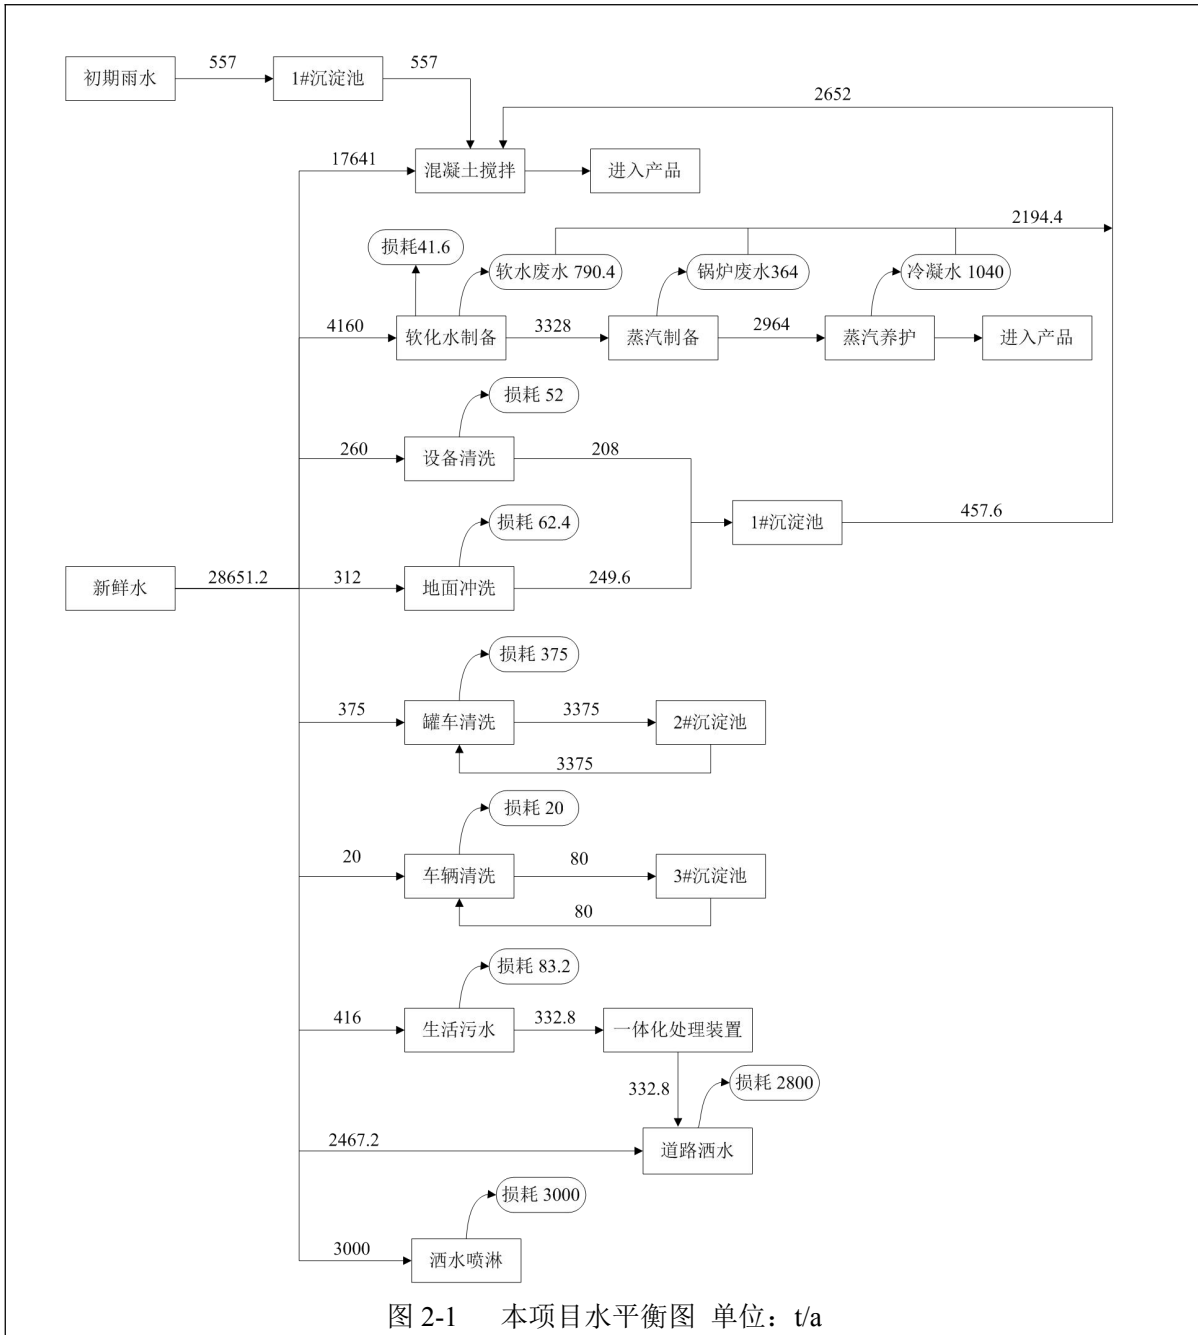 557
557
初期雨水
1#沉淀池
2652
17641
混凝土搅拌
进入产品
2194.4
损耗41.6
软水废水 790.4
锅炉废水364
冷凝水 1040
4160
3328
2964
软化水制备
蒸汽制备
蒸汽养护
进入产品
损耗 52
260
208
设备清洗
1#沉淀池
457.6
损耗 62.4
新鲜水
28651.2
312
249.6
地面冲洗
损耗 375
375
3375
罐车清洗
2#沉淀池
3375
损耗 20
20
80
车辆清洗
3#沉淀池
80
损耗 83.2
416
332.8
生活污水
一体化处理装置
332.8
损耗 2800
2467.2
道路洒水
损耗 3000
3000
洒水喷淋
图 2-1 本项目水平衡图 单位：t/a